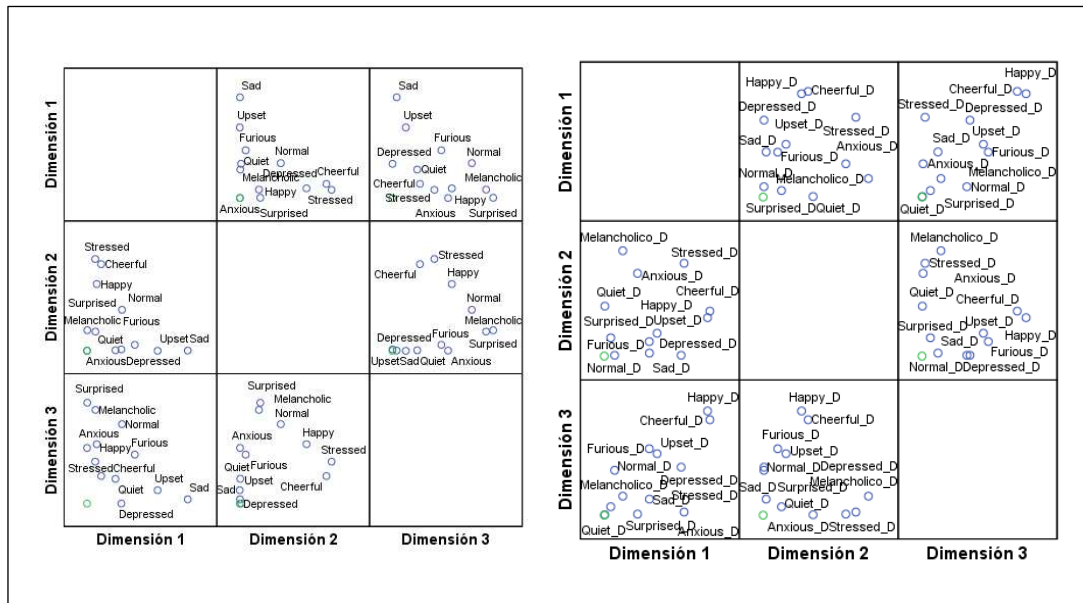 Dimensión 1
Sad
Upset
Furious
Quiet
Normal
Melancholic
Depressed
Cheerful
Happy
Stressed
Anxious
Surprised
Sad
Upset
Furious
Depressed
Normal
Quiet
Cheerful
Melancholic
Stressed
Happy
Anxious
Surprised
Dimensión 2
Stressed
Cheerful
Happy
Surprised
Normal
Melancholic
Furious
Quiet
Upset
Sad
Anxious
Depressed
Stressed
Cheerful
Happy
Normal
Melancholic
Depressed
Furious
Surprised
Upset
Sad
Quiet
Anxious
Dimensión 3
Surprised
Melancholic
Normal
Anxious
Happy
Furious
Stressed
Cheerful
Upset
Quiet
Sad
Depressed
Surprised
Melancholic
Normal
Anxious
Happy
Stressed
Quiet
Furious
Upset
Cheerful
Sad
Depressed
Dimensión 1
Dimensión 2
Dimensión 3
Dimensión 1
Happy_D
Cheerful_D
Depressed_D
Upset_D
Stressed_D
Sad_D
Furious_D
Anxious_D
Normal_D
Melancholico_D
Surprised_D
Quiet_D
Happy_D
Cheerful_D
Stressed_D
Depressed_D
Upset_D
Sad_D
Furious_D
Anxious_D
Melancholico_D
Normal_D
Surprised_D
Quiet_D
Dimensión 2
Melancholico_D
Stressed_D
Anxious_D
Quiet_D
Cheerful_D
Happy_D
Surprised_D
Upset_D
Furious_D
Depressed_D
Normal_D
Sad_D
Melancholico_D
Stressed_D
Anxious_D
Quiet_D
Cheerful_D
Surprised_D
Upset_D
Happy_D
Sad_D
Furious_D
Normal_D
Depressed_D
Dimensión 3
Happy_D
Cheerful_D
Furious_D
Upset_D
Normal_D
Depressed_D
Melancholico_D
Sad_D
Stressed_D
Quiet_D
Surprised_D
Anxious_D
Happy_D
Cheerful_D
Furious_D
Upset_D
Normal_D
Depressed_D
Melancholico_D
Sad_D
Surprised_D
Quiet_D
Anxious_D
Stressed_D
Dimensión 1
Dimensión 2
Dimensión 3